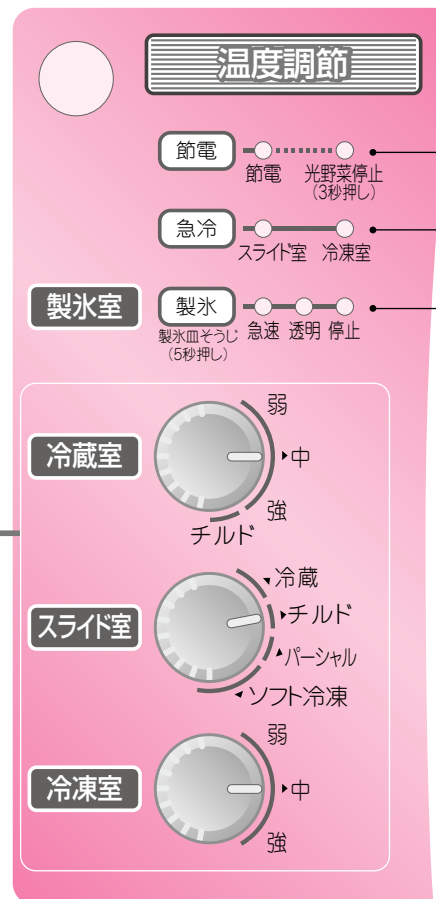 温度調節
節電
節電 光野菜停止
(3秒押し)
急冷
スライド室 冷凍室
製氷室
製氷
製氷皿そうじ
(5秒押し)
急速 透明 停止
冷蔵室
弱
中
強
チルド
スライド室
冷蔵
チルド
パーシャル
ソフト冷凍
冷凍室
弱
中
強